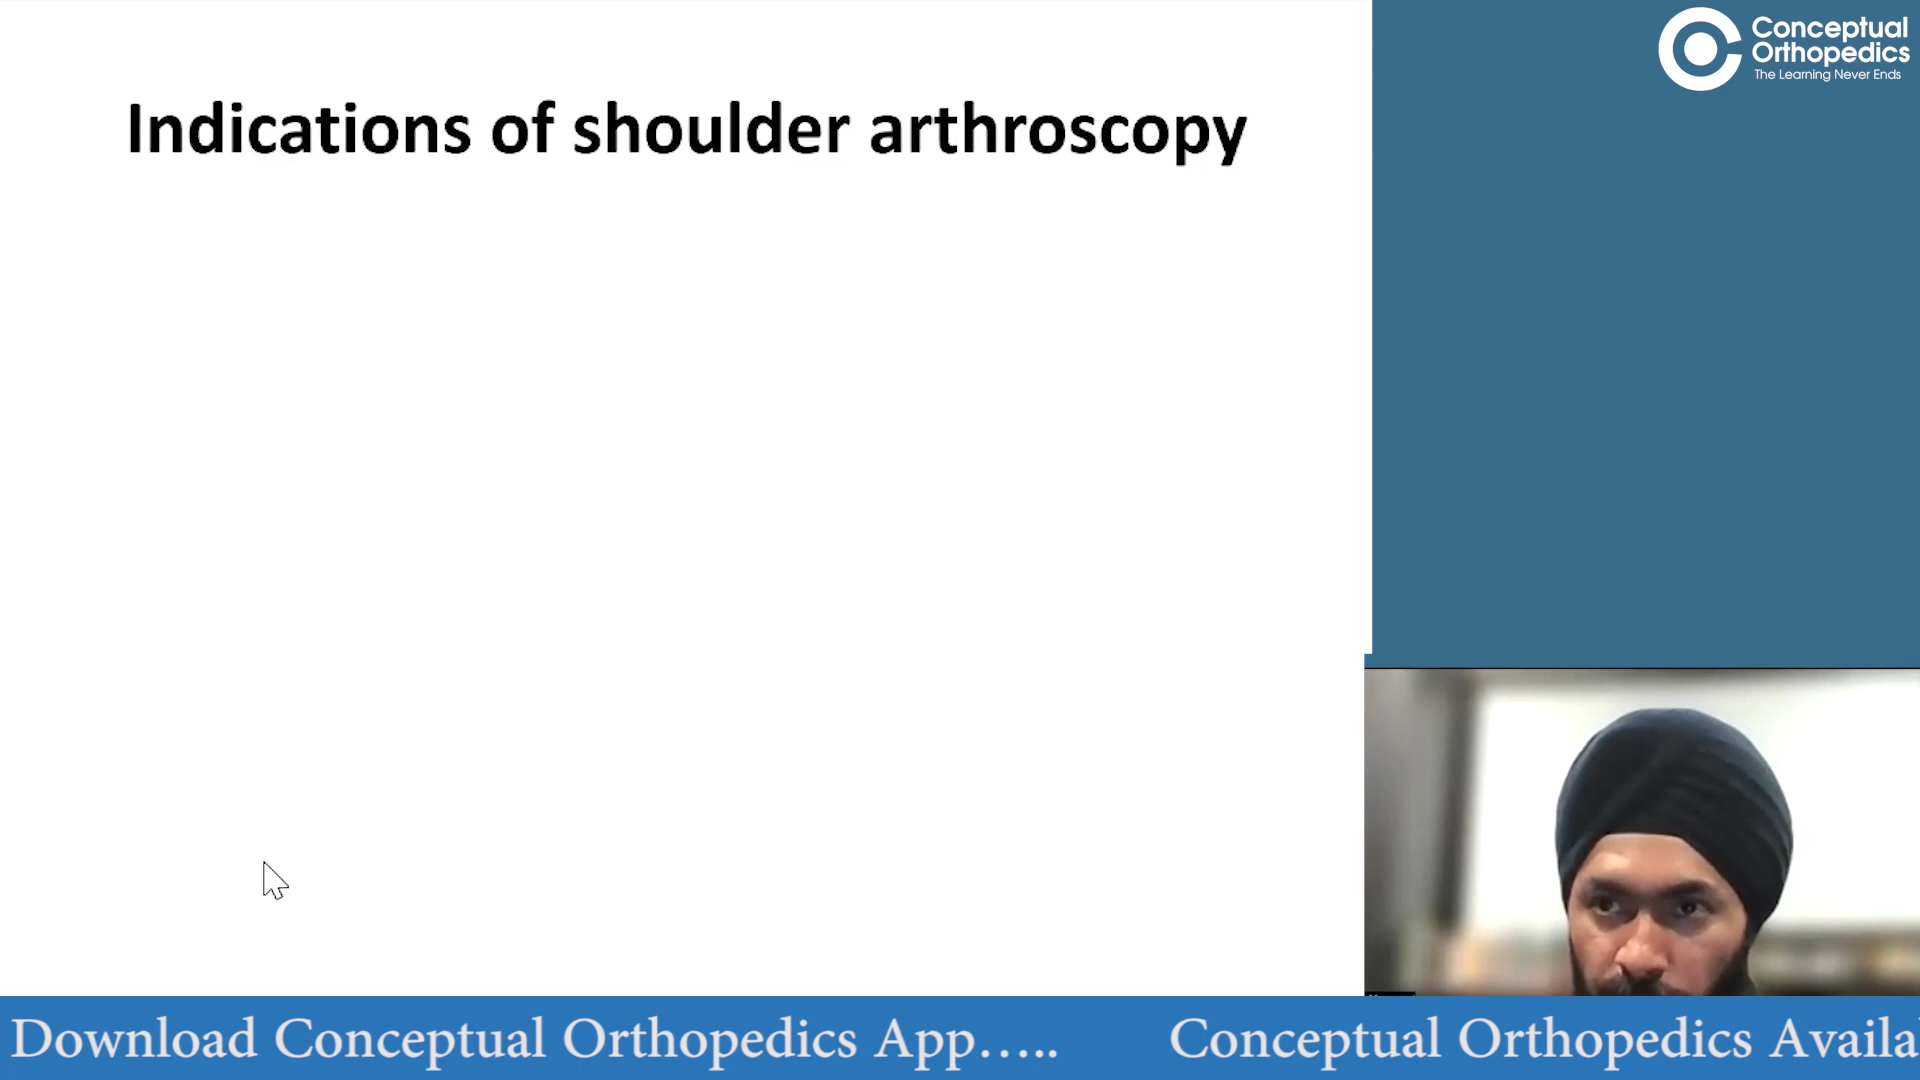 Conceptual
Orthopedics
The Learning Never Ends
Indications of shoulder arthroscopy
Download Conceptual Orthopedics App..... Conceptual Orthopedics Availa